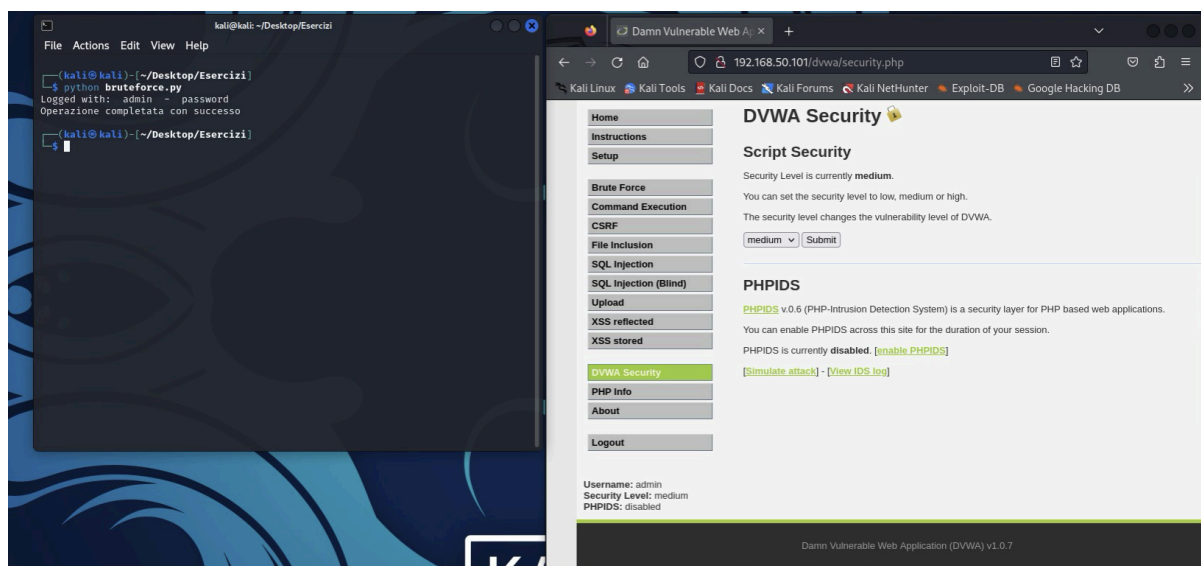 kali@kali: ~/Desktop/Esercizi
File Actions Edit View Help
(kali㉿kali)-[~/Desktop/Esercizi]
$ python bruteforce.py
Logged with: admin - password
Operazione completata con successo
(kali㉿kali)-[~/Desktop/Esercizi]
$
Damn Vulnerable Web Ap
192.168.50.101/dvwa/security.php
Kali Linux Kali Tools Kali Docs Kali Forums Kali NetHunter Exploit-DB Google Hacking DB
Home
Instructions
Setup
Brute Force
Command Execution
CSRF
File Inclusion
SQL Injection
SQL Injection (Blind)
Upload
XSS reflected
XSS stored
DVWA Security
PHP Info
About
Logout
Username: admin
Security Level: medium
PHPIDS: disabled
DVWA Security
Script Security
Security Level is currently medium.
You can set the security level to low, medium or high.
The security level changes the vulnerability level of DVWA.
medium Submit
PHPIDS
PHPIDS v.0.6 (PHP-Intrusion Detection System) is a security layer for PHP based web applications.
You can enable PHPIDS across this site for the duration of your session.
PHPIDS is currently disabled. [enable PHPIDS]
[Simulate attack] - [View IDS log]
Damn Vulnerable Web Application (DVWA) v1.0.7